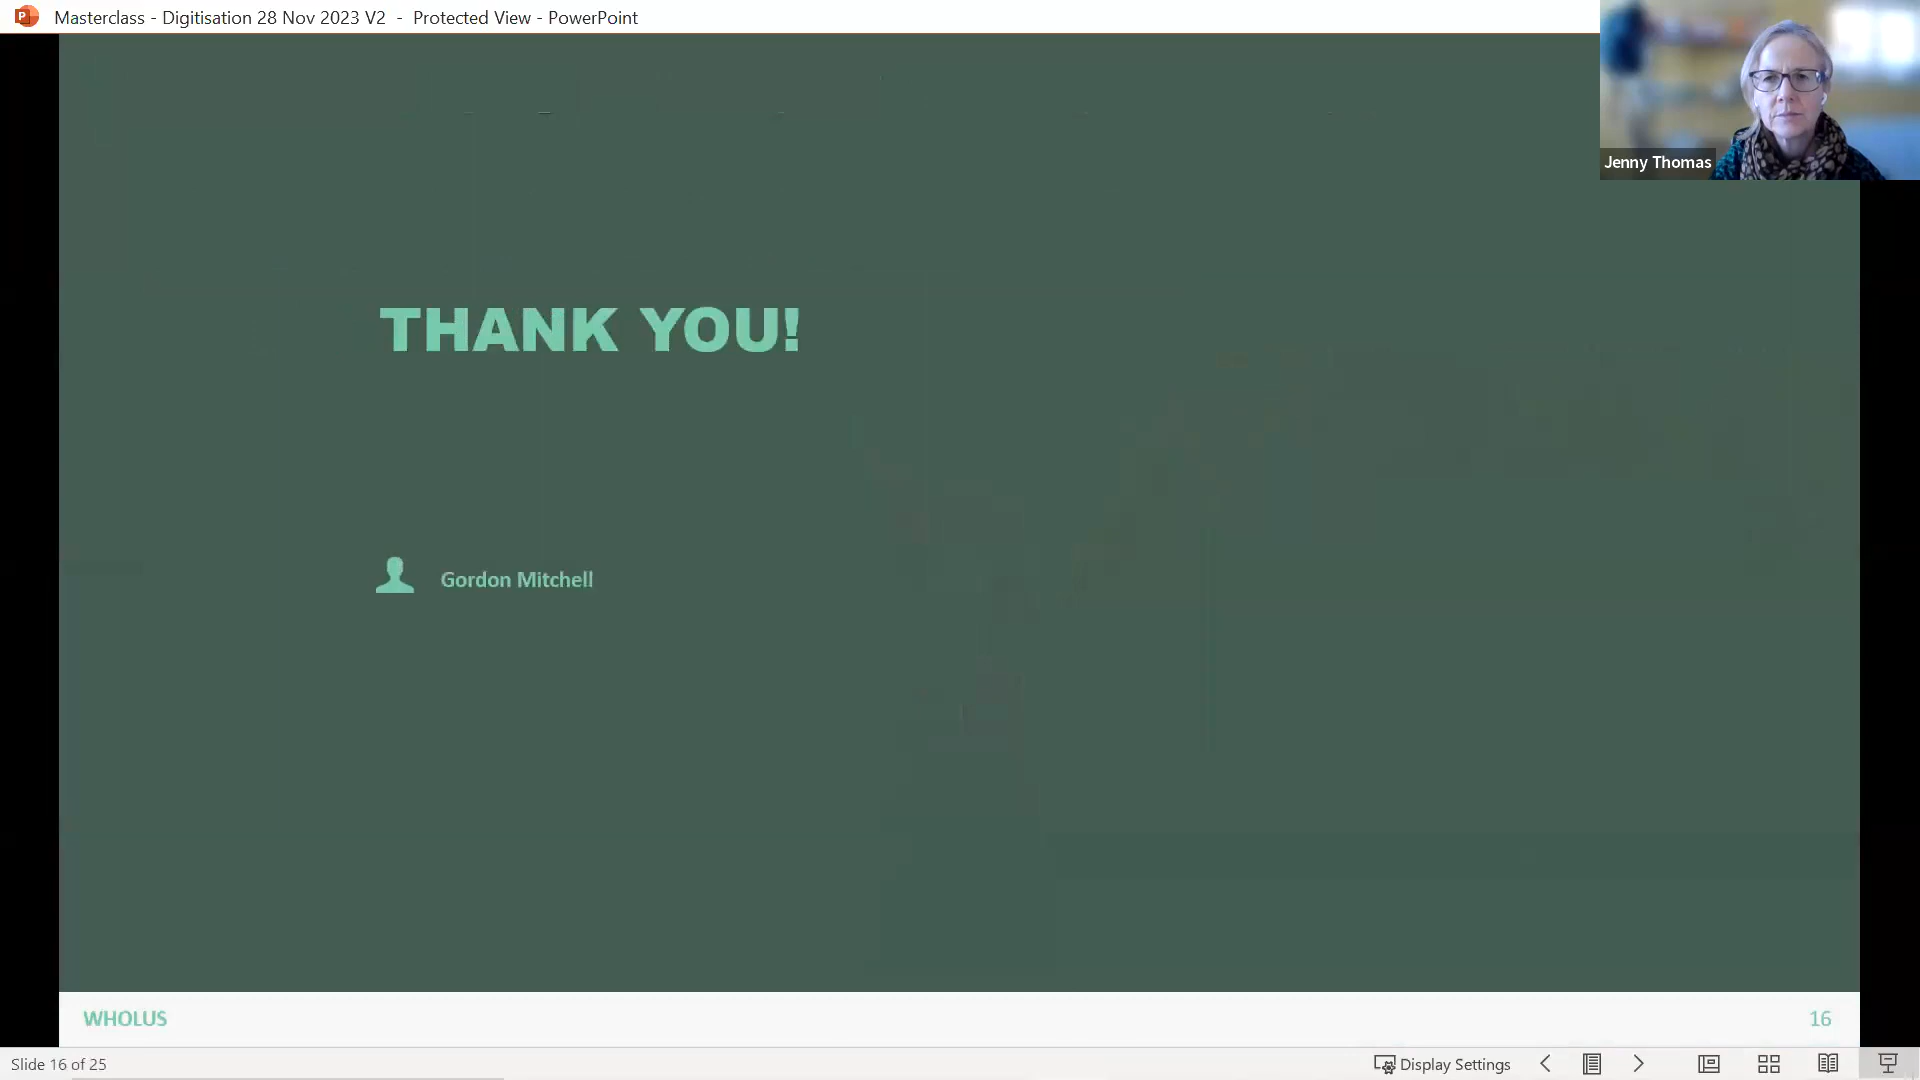 Masterclass - Digitisation 28 Nov 2023 V2 - Protected View - PowerPoint
Jenny Thomas
THANK YOU!
Gordon Mitchell
WHOLUS
16
Slide 16 of 25
Display Settings